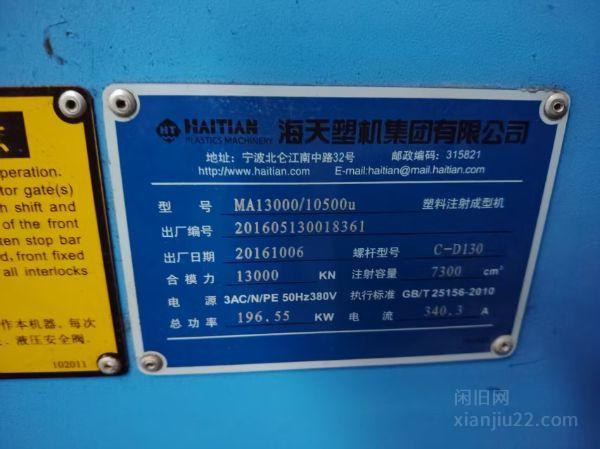 HT HAITIAN PLASTICS MACHINERY 海天塑机集团有限公司
地址: 宁波北仑江南中路32号 邮政编码: 315821
http://www.haitian.com E-mail:haitian@mail.haitian.com
型号 MA13000/10500u 塑料注射成型机
出厂编号 201605130018361
出厂日期 20161006 螺杆型号 C-D130
合模力 13000 KN 注射容量 7300 cm³
电源 3AC/N/PE 50Hz380V 执行标准 GB/T 25156-2010
总功率 196.55 KW 电流 340.3 A
peration.
tor gate(s)
h shift and
of the front
ten stop bar
d, front fixed
all interlocks
作本机器。每次
、液压安全阀.
102011
闲旧网
xianjiu22.com